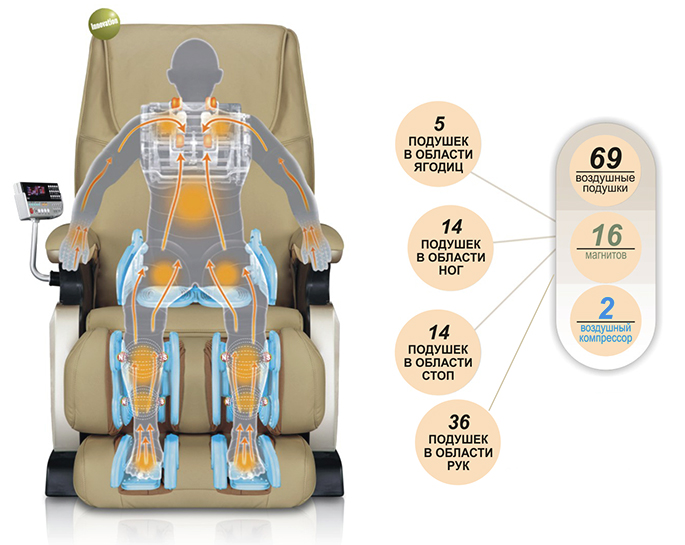 Innovation
5
ПОДУШЕК
В ОБЛАСТИ
ЯГОДИЦ
14
ПОДУШЕК
В ОБЛАСТИ
НОГ
14
ПОДУШЕК
В ОБЛАСТИ
СТОП
36
ПОДУШЕК
В ОБЛАСТИ
РУК
69
воздушные
подушки
16
МАГНИТОВ
2
воздушный
компрессор